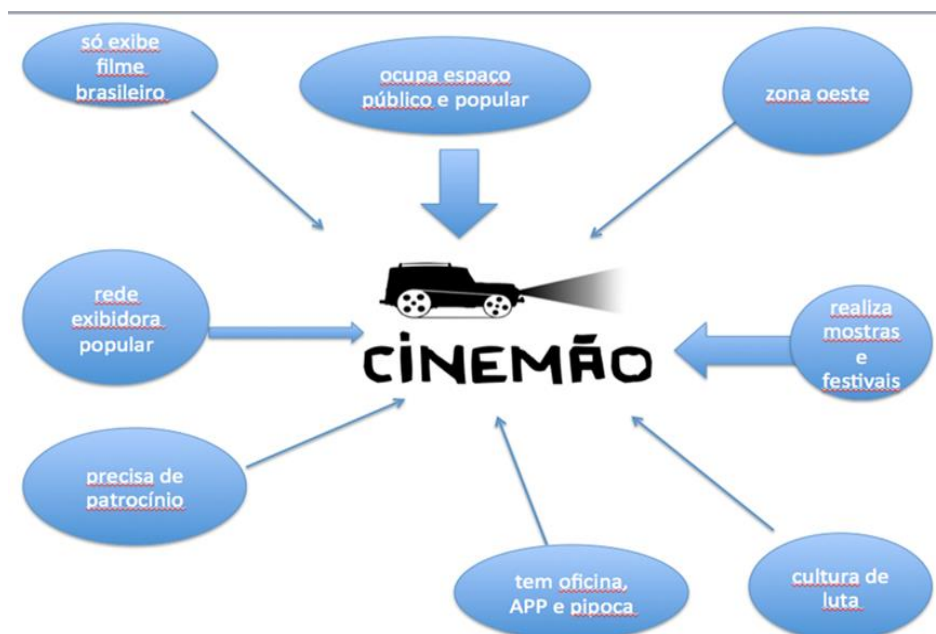 só exibe
filme
brasileiro
ocupa espaço
público e popular
zona oeste
rede
exibidora
popular
CINEMÃO
realiza
mostras
e
festivais
precisa de
patrocínio
tem oficina,
APP e pipoca
cultura de
luta